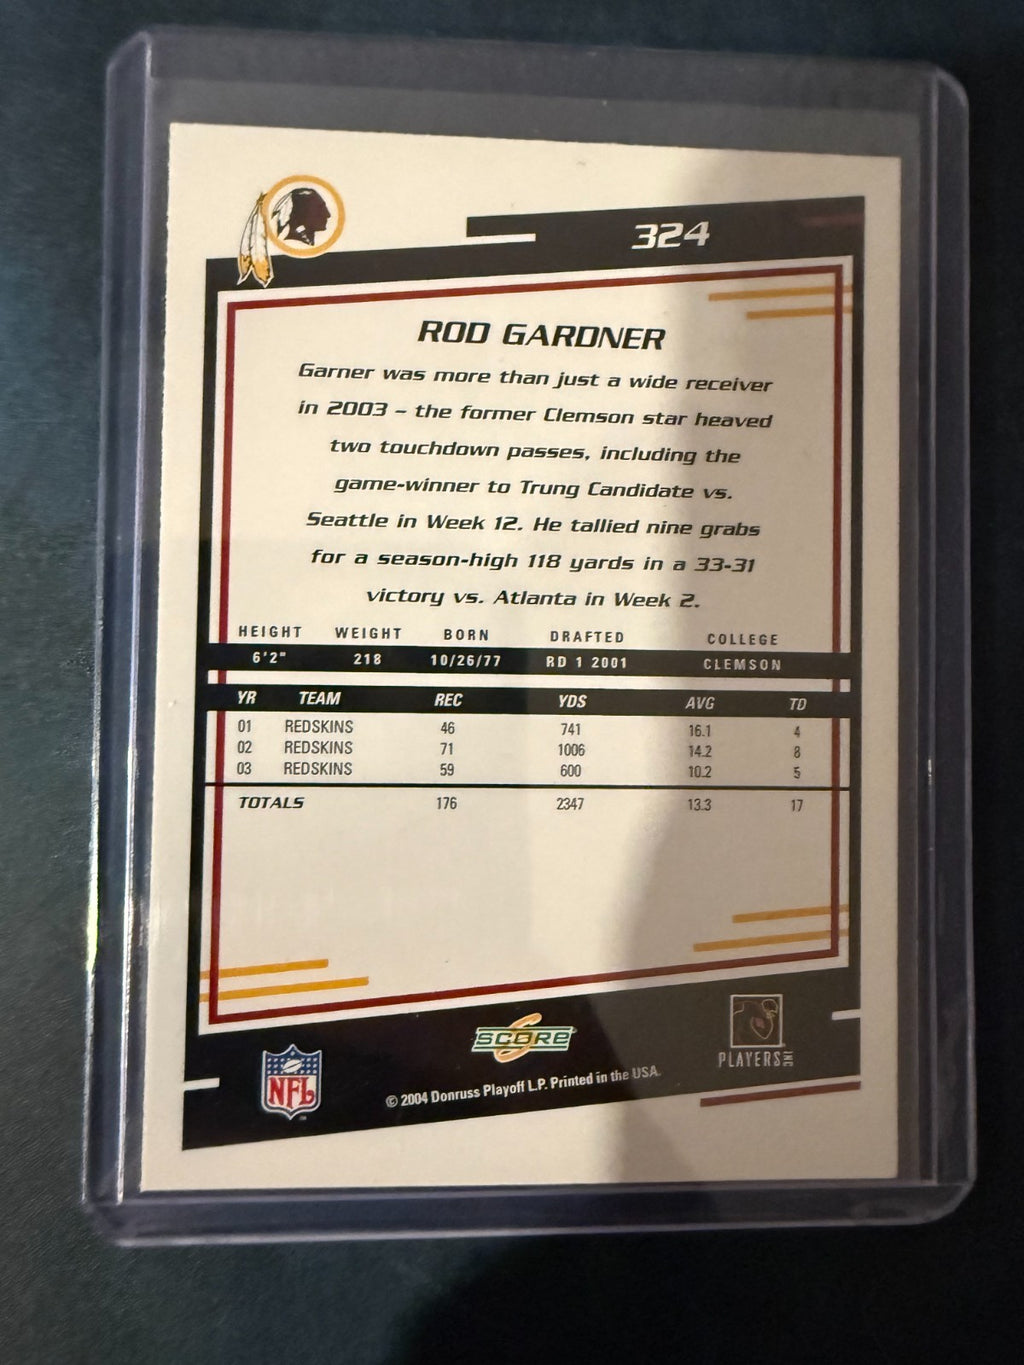 324
ROD GARDNER
Garner was more than just a wide receiver
in 2003 – the former Clemson star heaved
two touchdown passes, including the
game-winner to Trung Candidate vs.
Seattle in Week 12. He tallied nine grabs
for a season-high 118 yards in a 33-31
victory vs. Atlanta in Week 2.
HEIGHT WEIGHT BORN DRAFTED COLLEGE
6'2" 218 10/26/77 RD 1 2001 CLEMSON
YR TEAM REC YDS AVG TD
01 REDSKINS 46 741 16.1 4
02 REDSKINS 71 1006 14.2 8
03 REDSKINS 59 600 10.2 5
TOTALS 176 2347 13.3 17
SCORE
NFL
PLAYERS INC
© 2004 Donruss Playoff L.P. Printed in the USA.